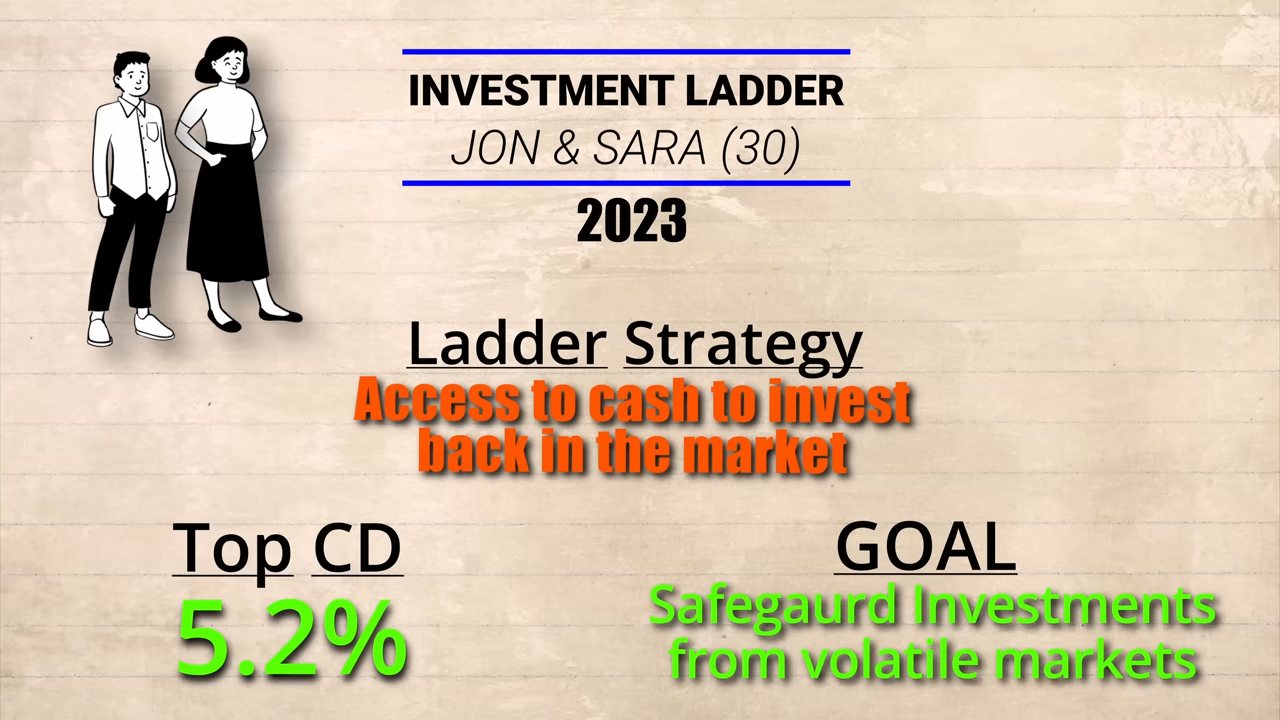 INVESTMENT LADDER
JON & SARA (30)
2023
Ladder Strategy
Access to cash to invest
back in the market
Top CD
5.2%
GOAL
Safegaurd Investments
from volatile markets